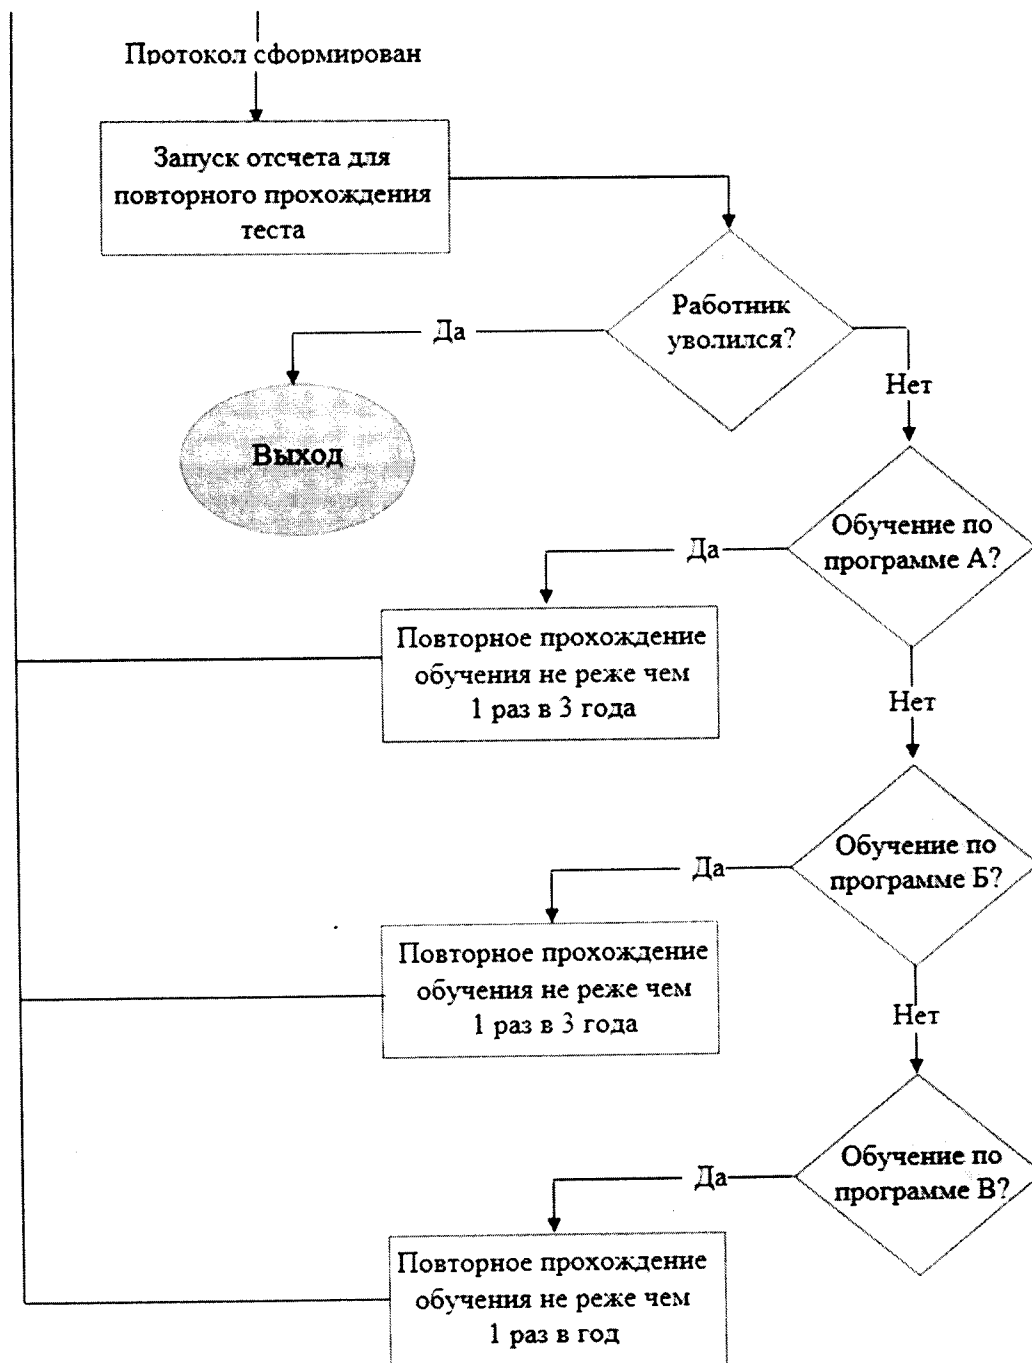 Протокол сформирован
Запуск отсчета для
повторного прохождения
теста
Работник
уволился?
Да
Нет
Выход
Обучение по
программе А?
Да
Повторное прохождение
обучения не реже чем
1 раз в 3 года
Нет
Обучение по
программе Б?
Да
Повторное прохождение
обучения не реже чем
1 раз в 3 года
Нет
Обучение по
программе В?
Да
Повторное прохождение
обучения не реже чем
1 раз в год